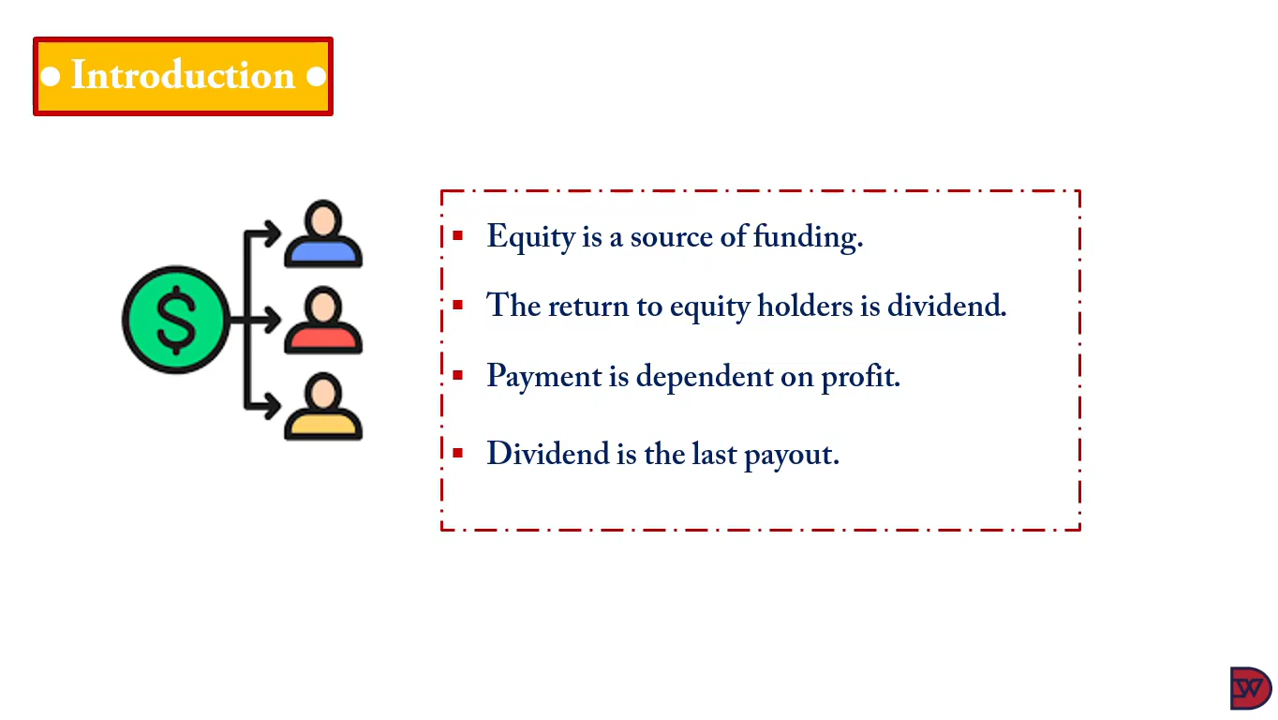 • Introduction •
▪ Equity is a source of funding.
▪ The return to equity holders is dividend.
▪ Payment is dependent on profit.
▪ Dividend is the last payout.
$
DW